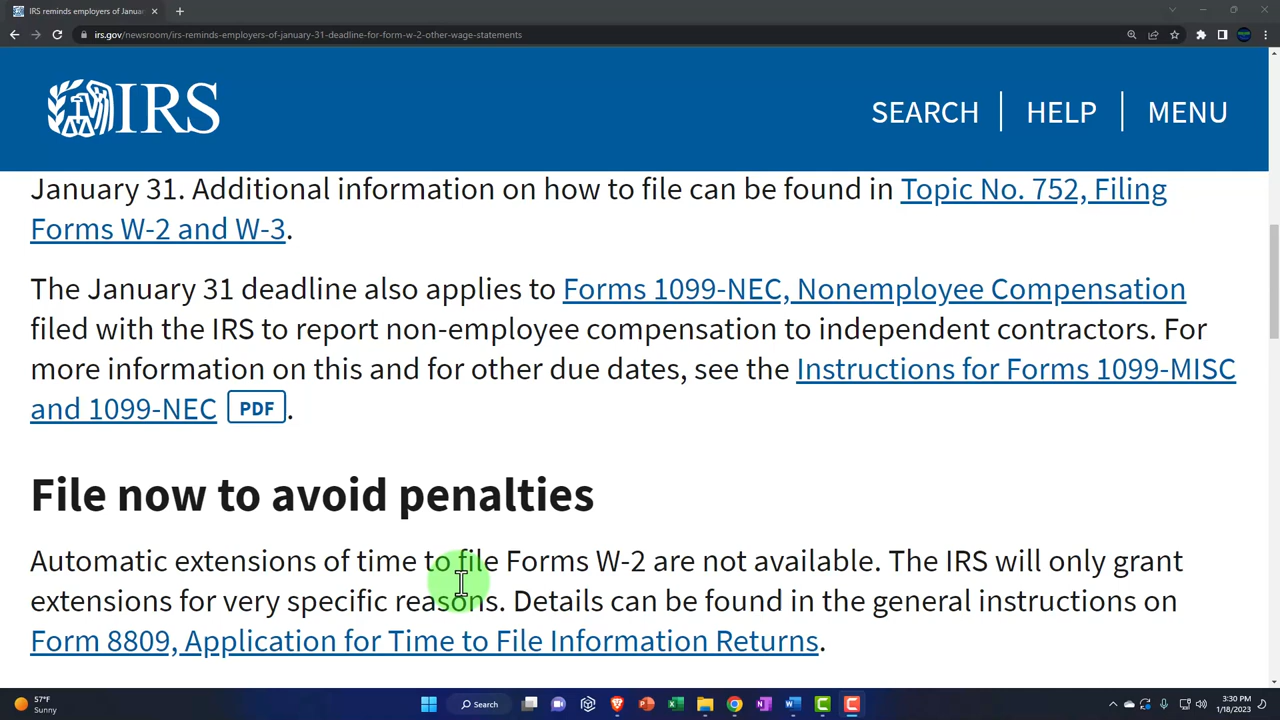 IRS reminds employers of Januar
irs.gov/newsroom/irs-reminds-employers-of-january-31-deadline-for-form-w-2-other-wage-statements
IRS
SEARCH
HELP
MENU
January 31. Additional information on how to file can be found in Topic No. 752, Filing
Forms W-2 and W-3.
The January 31 deadline also applies to Forms 1099-NEC, Nonemployee Compensation
filed with the IRS to report non-employee compensation to independent contractors. For
more information on this and for other due dates, see the Instructions for Forms 1099-MISC
and 1099-NEC PDF.
File now to avoid penalties
Automatic extensions of time to file Forms W-2 are not available. The IRS will only grant
extensions for very specific reasons. Details can be found in the general instructions on
Form 8809, Application for Time to File Information Returns.
57°F
Sunny
Search
3:30 PM
1/18/2023